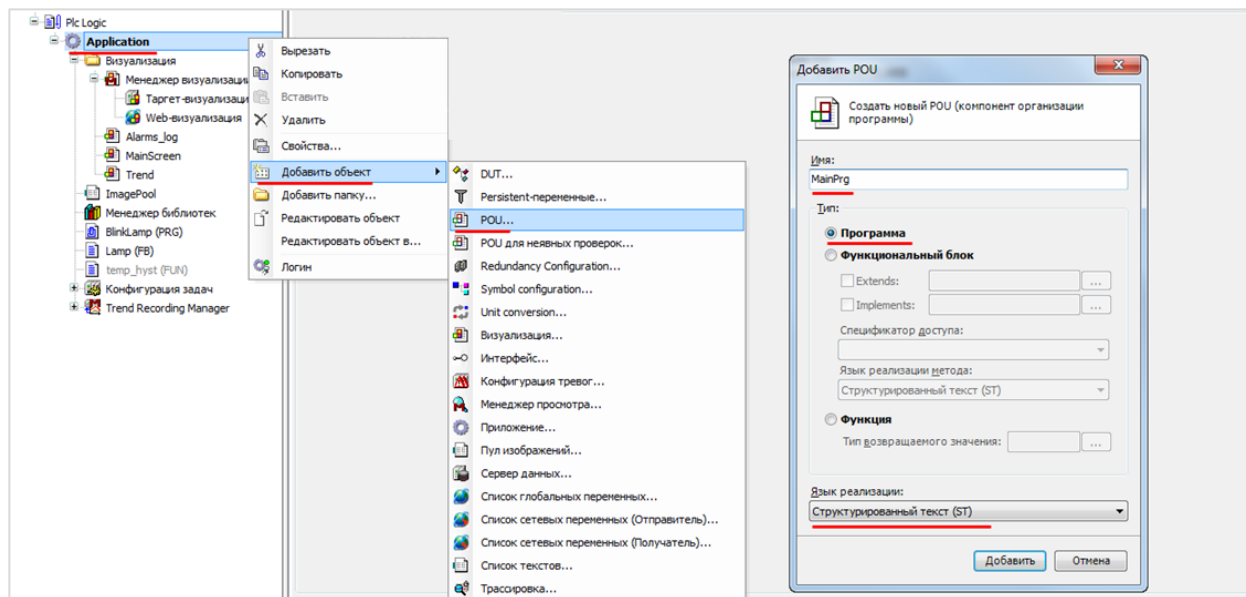 Plc Logic
Application
Визуализация
Менеджер визуализаци
Таргет-визуализаци
Web-визуализация
Alarms_log
MainScreen
Trend
ImagePool
Менеджер библиотек
BlinkLamp (PRG)
Lamp (FB)
temp_hyst (FUN)
Конфигурация задач
Trend Recording Manager
Вырезать
Копировать
Вставить
Удалить
Свойства...
Добавить объект
Добавить папку...
Редактировать объект
Редактировать объект в...
Логин
DUT...
Persistent-переменные...
POU...
POU для неявных проверок...
Redundancy Configuration...
Symbol configuration...
Unit conversion...
Визуализация...
Интерфейс...
Конфигурация тревог...
Менеджер просмотра...
Приложение...
Пул изображений...
Сервер данных...
Список глобальных переменных...
Список сетевых переменных (Отправитель)...
Список сетевых переменных (Получатель)...
Список текстов...
Трассировка...
Добавить POU
Создать новый POU (компонент организации
программы)
Имя:
MainPrg
Тип:
Программа
Функциональный блок
Extends:
...
Implements:
...
Спецификатор доступа:
Язык реализации метода:
Структурированный текст (ST)
Функция
Тип возвращаемого значения:
...
Язык реализации:
Структурированный текст (ST)
Добавить
Отмена